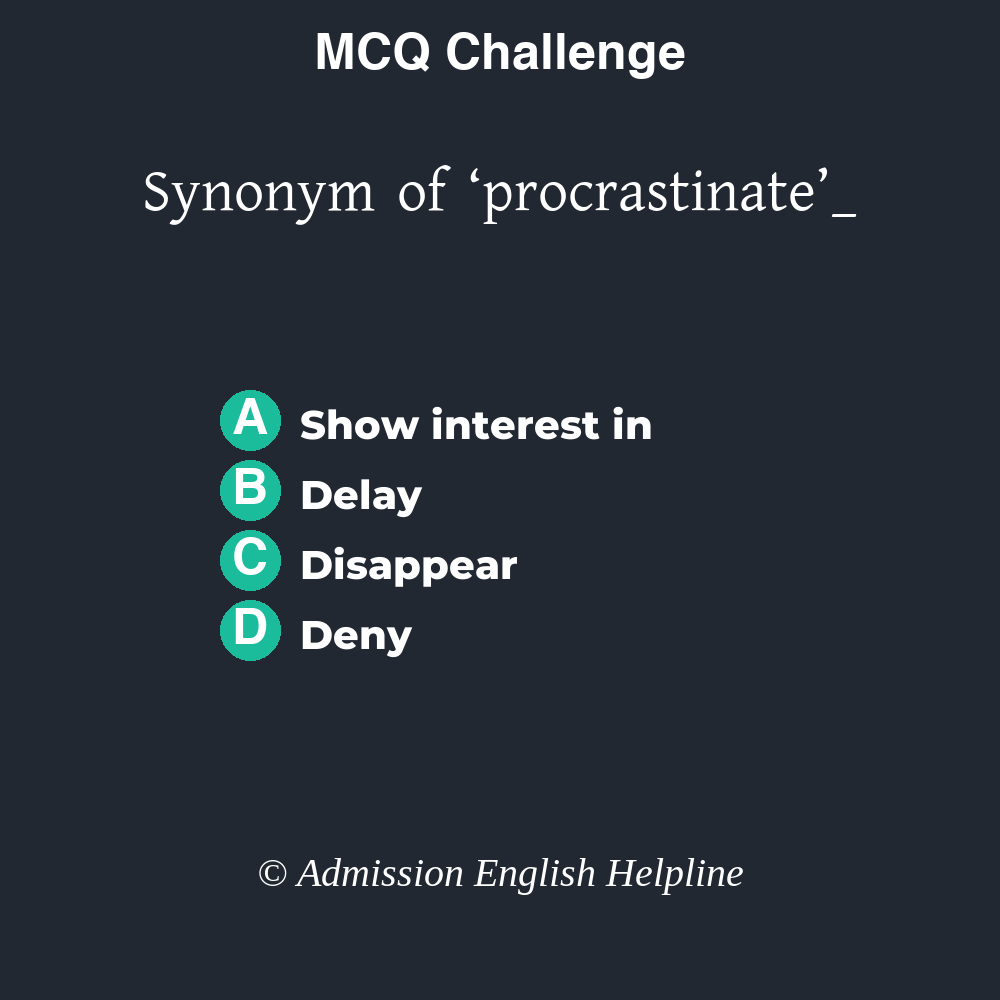 MCQ Challenge
Synonym of ‘procrastinate’_
A Show interest in
B Delay
C Disappear
D Deny
© Admission English Helpline